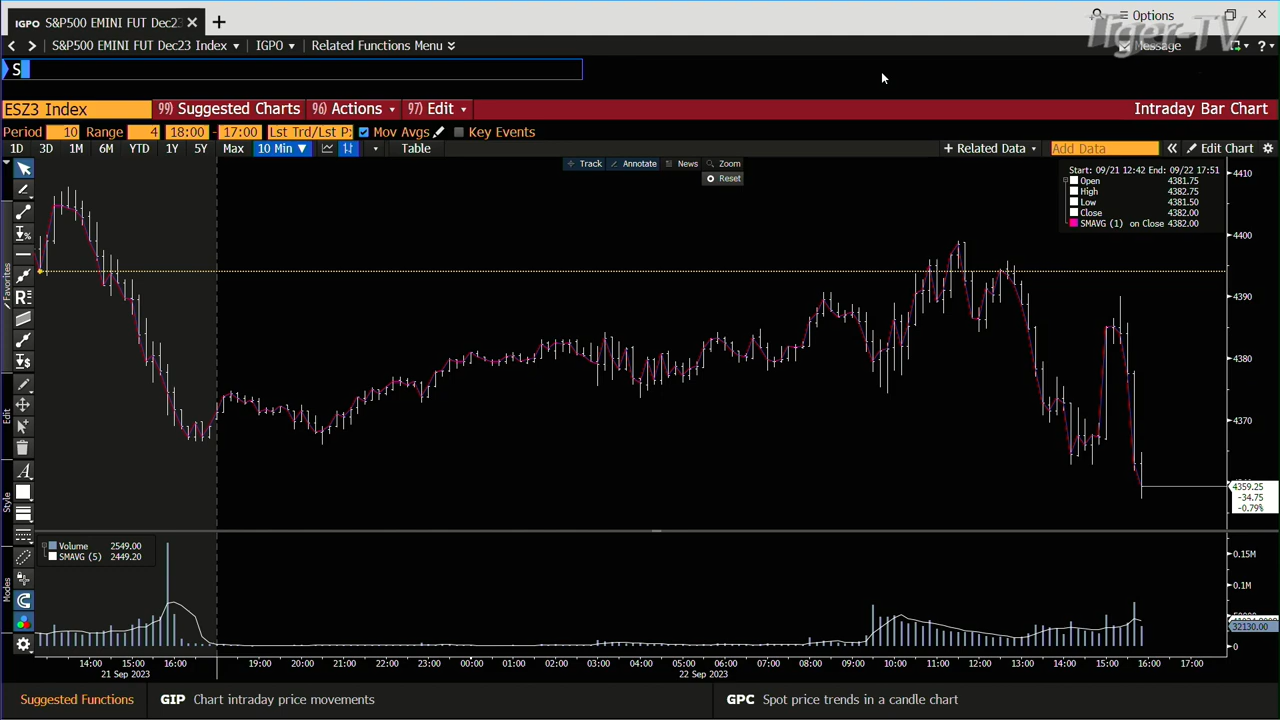 IGPO S&P500 EMINI FUT Dec23
Options
Tiger-TV
S&P500 EMINI FUT Dec23 Index IGPO Related Functions Menu
Message
S
ESZ3 Index 99) Suggested Charts 96) Actions 97) Edit Intraday Bar Chart
Period 10 Range 4 18:00 - 17:00 Lst Trd/Lst P Mov Avgs Key Events
1D 3D 1M 6M YTD 1Y 5Y Max 10 Min Table + Related Data Add Data Edit Chart
Track Annotate News Zoom
Reset
Start: 09/21 12:42 End: 09/22 17:51
Open 4381.75
High 4382.75
Low 4381.50
Close 4382.00
SMAVG (1) on Close 4382.00
4410
4400
4390
4380
4370
4359.25
-34.75
-0.79%
Favorites
Edit
Style
Modes
Volume 2549.00
SMAVG (5) 2449.20
0.15M
0.1M
32130.00
0
14:00 15:00 16:00 19:00 20:00 21:00 22:00 23:00 00:00 01:00 02:00 03:00 04:00 05:00 06:00 07:00 08:00 09:00 10:00 11:00 12:00 13:00 14:00 15:00 16:00 17:00
21 Sep 2023 22 Sep 2023
Suggested Functions GIP Chart intraday price movements GPC Spot price trends in a candle chart